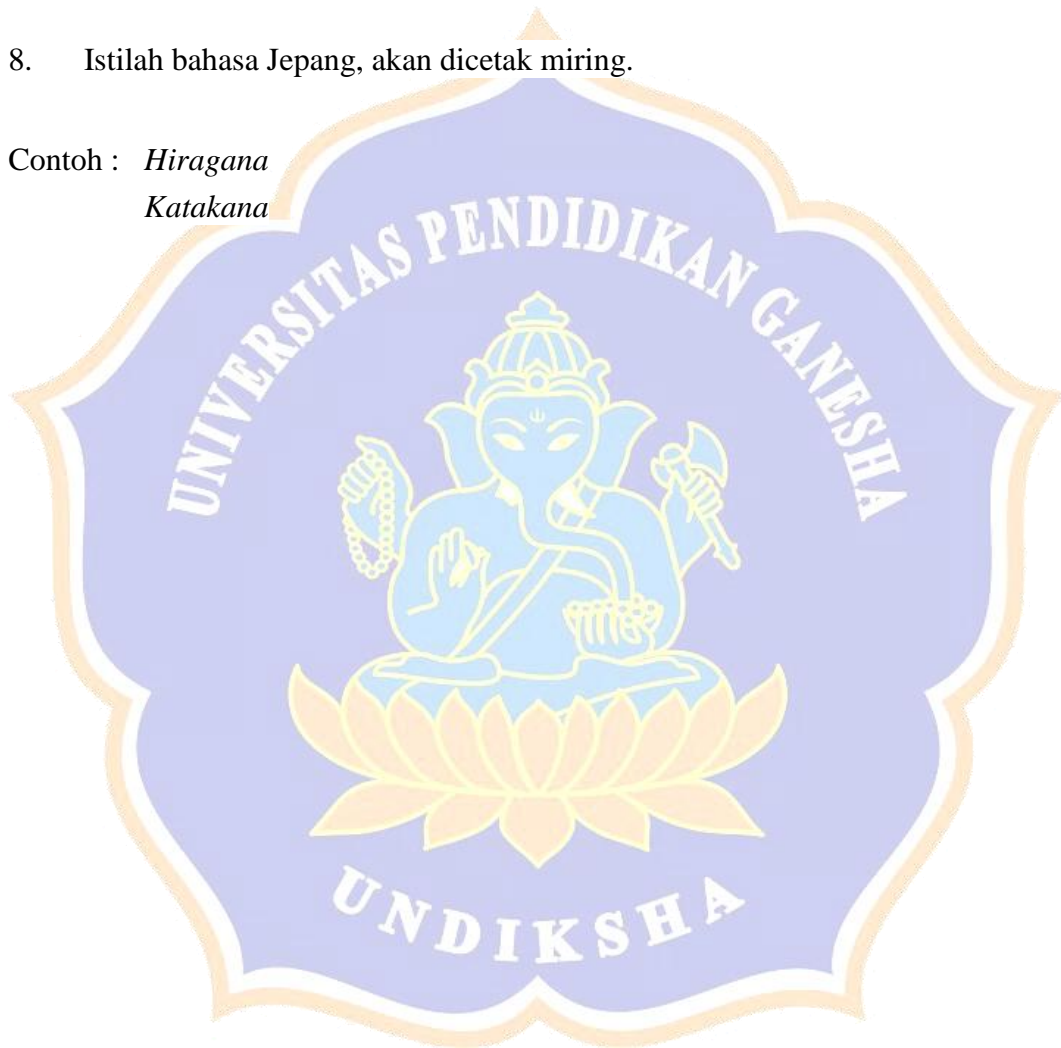 8. Istilah bahasa Jepang, akan dicetak miring.
Contoh : Hiragana
Katakana
UNIVERSITAS PENDIDIKAN GANESHA
UNDIKSHA